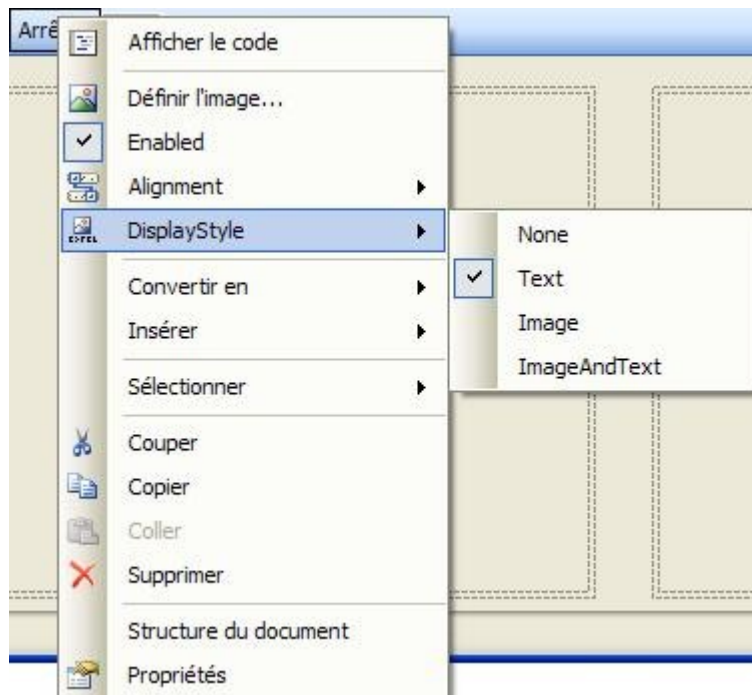 Arrê
Afficher le code
Définir l'image...
Enabled
Alignment
DisplayStyle
None
Text
Image
ImageAndText
Convertir en
Insérer
Sélectionner
Couper
Copier
Coller
Supprimer
Structure du document
Propriétés